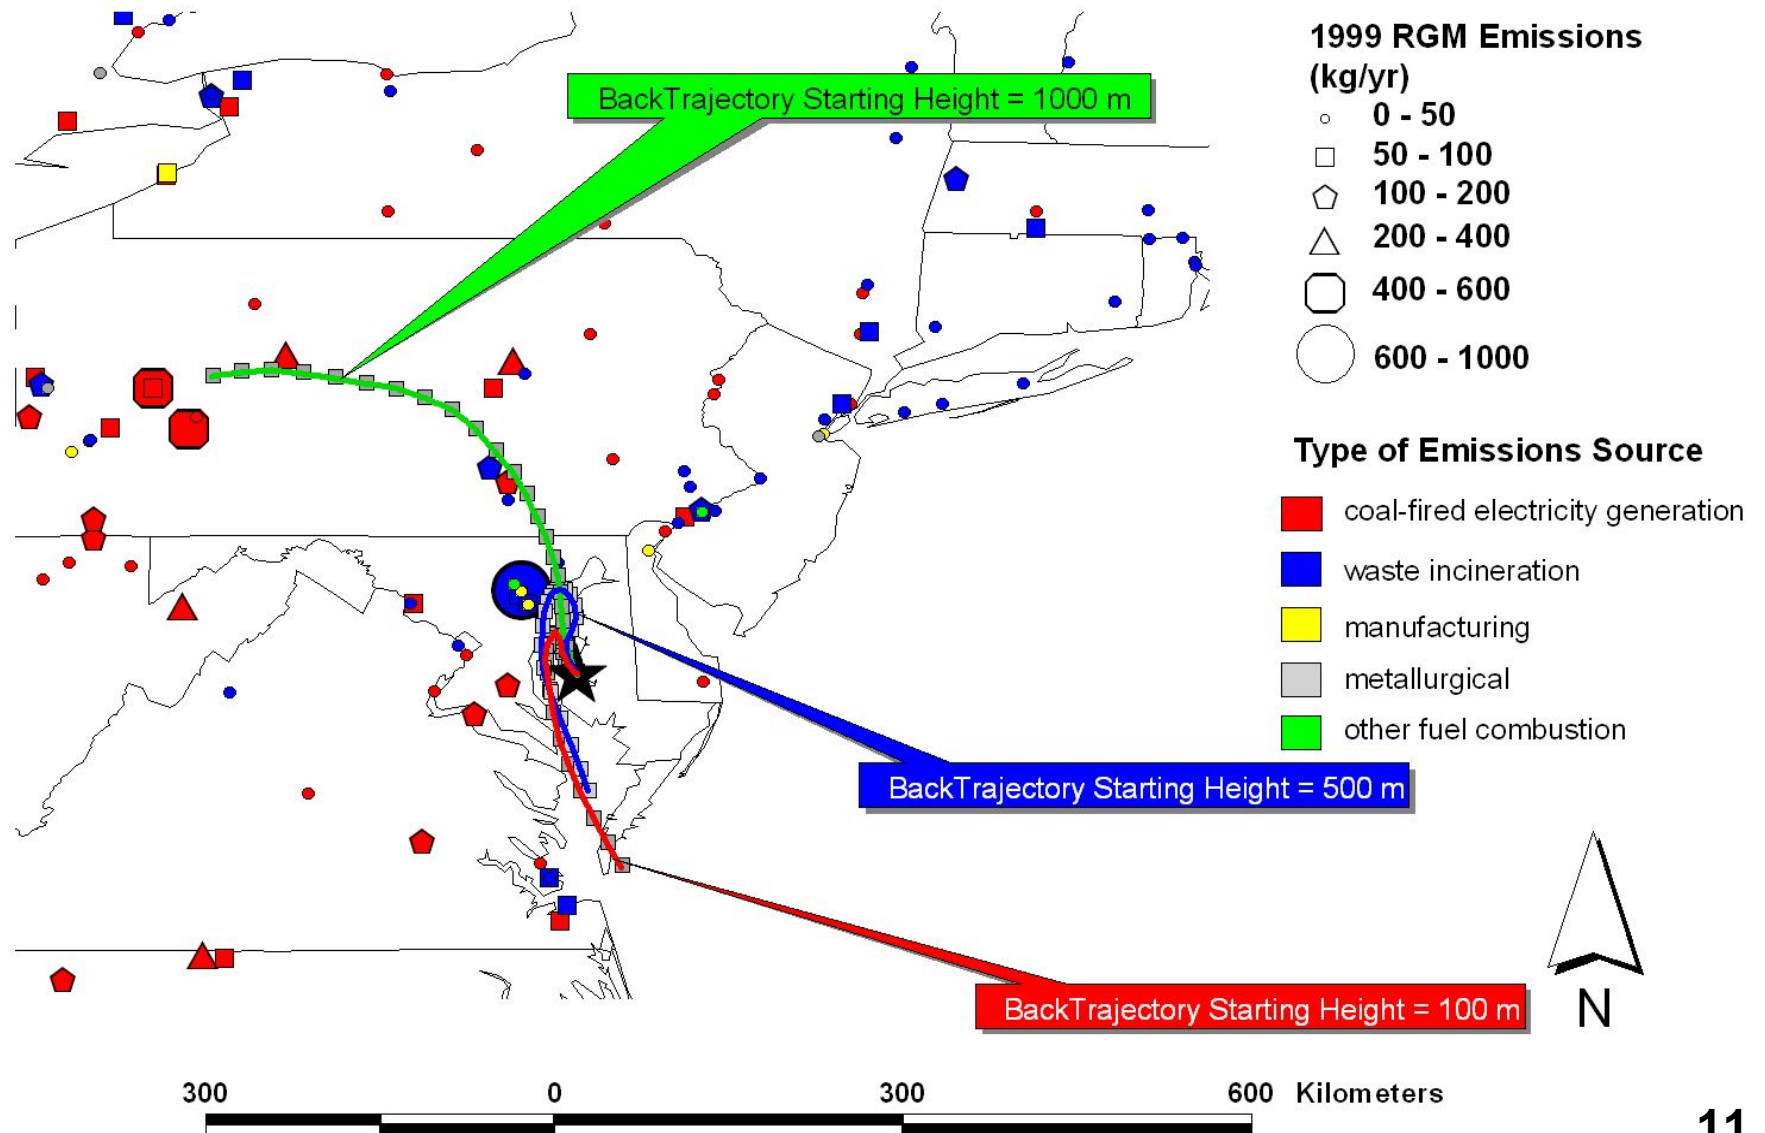 1999 RGM Emissions
(kg/yr)
0 - 50
50 - 100
100 - 200
200 - 400
400 - 600
600 - 1000
BackTrajectory Starting Height = 1000 m
Type of Emissions Source
coal-fired electricity generation
waste incineration
manufacturing
metallurgical
other fuel combustion
BackTrajectory Starting Height = 500 m
BackTrajectory Starting Height = 100 m
N
300 0 300 600 Kilometers
11